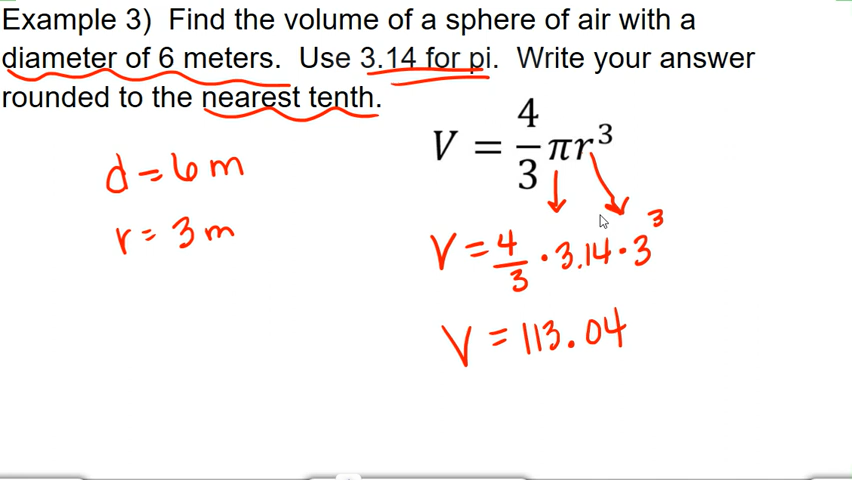 Example 3) Find the volume of a sphere of air with a
diameter of 6 meters. Use 3.14 for pi. Write your answer
rounded to the nearest tenth.
V = 4/3 πr³
d = 6 m
r = 3 m
V = 4/3 · 3.14 · 3³
V = 113.04